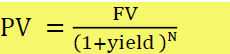 PV = FV / (1+yield )^N